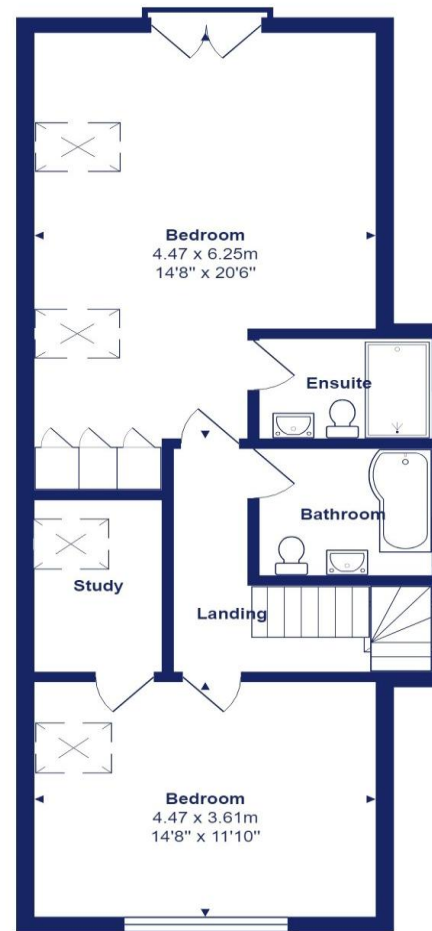 Bedroom
4.47 x 6.25m
14'8" x 20'6"
Ensuite
Bathroom
Study
Landing
Bedroom
4.47 x 3.61m
14'8" x 11'10"